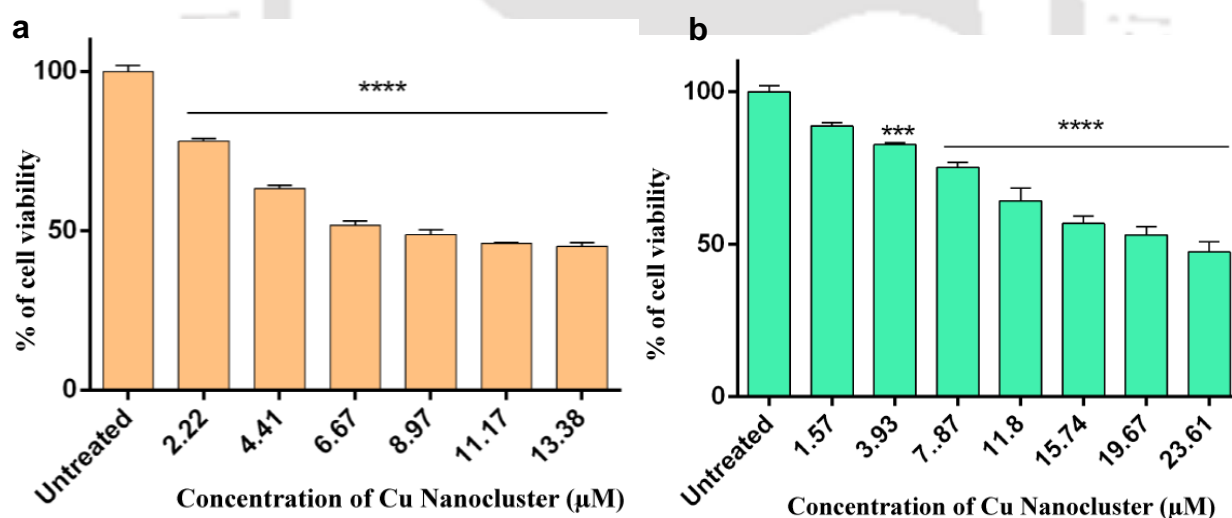 a
% of cell viability
100
50
0
****
Untreated
2.22
4.41
6.67
8.97
11.17
13.38
Concentration of Cu Nanocluster (µM)
b
% of cell viability
100
50
0
***
****
Untreated
1.57
3.93
7..87
11.8
15.74
19.67
23.61
Concentration of Cu Nanocluster (µM)